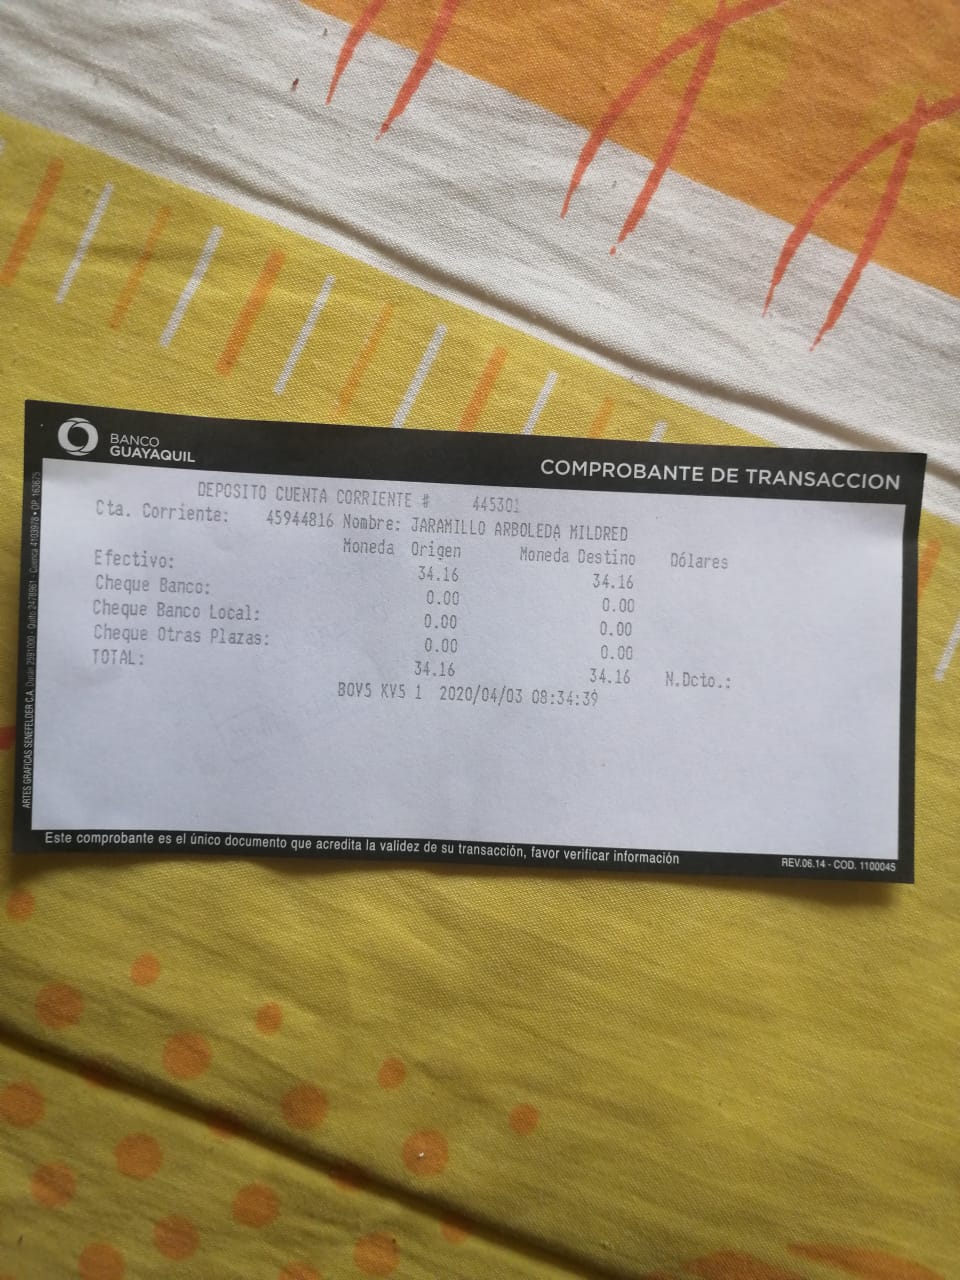 BANCO
GUAYAQUIL
COMPROBANTE DE TRANSACCION
DEPOSITO CUENTA CORRIENTE # 445301
Cta. Corriente: 45944816 Nombre: JARAMILLO ARBOLEDA MILDRED
Moneda Origen Moneda Destino Dólares
Efectivo: 34.16 34.16
Cheque Banco: 0.00 0.00
Cheque Banco Local: 0.00 0.00
Cheque Otras Plazas: 0.00 0.00
TOTAL: 34.16 34.16 N.Dcto.:
BOV5 KV5 1 2020/04/03 08:34:39
Este comprobante es el único documento que acredita la validez de su transacción, favor verificar información
REV.06.14 - COD. 1100045
ARTES GRAFICAS SENEFELDER C.A. Durán 2591000 - Quito 2478961 - Cuenca 4103978 • OP. 163675